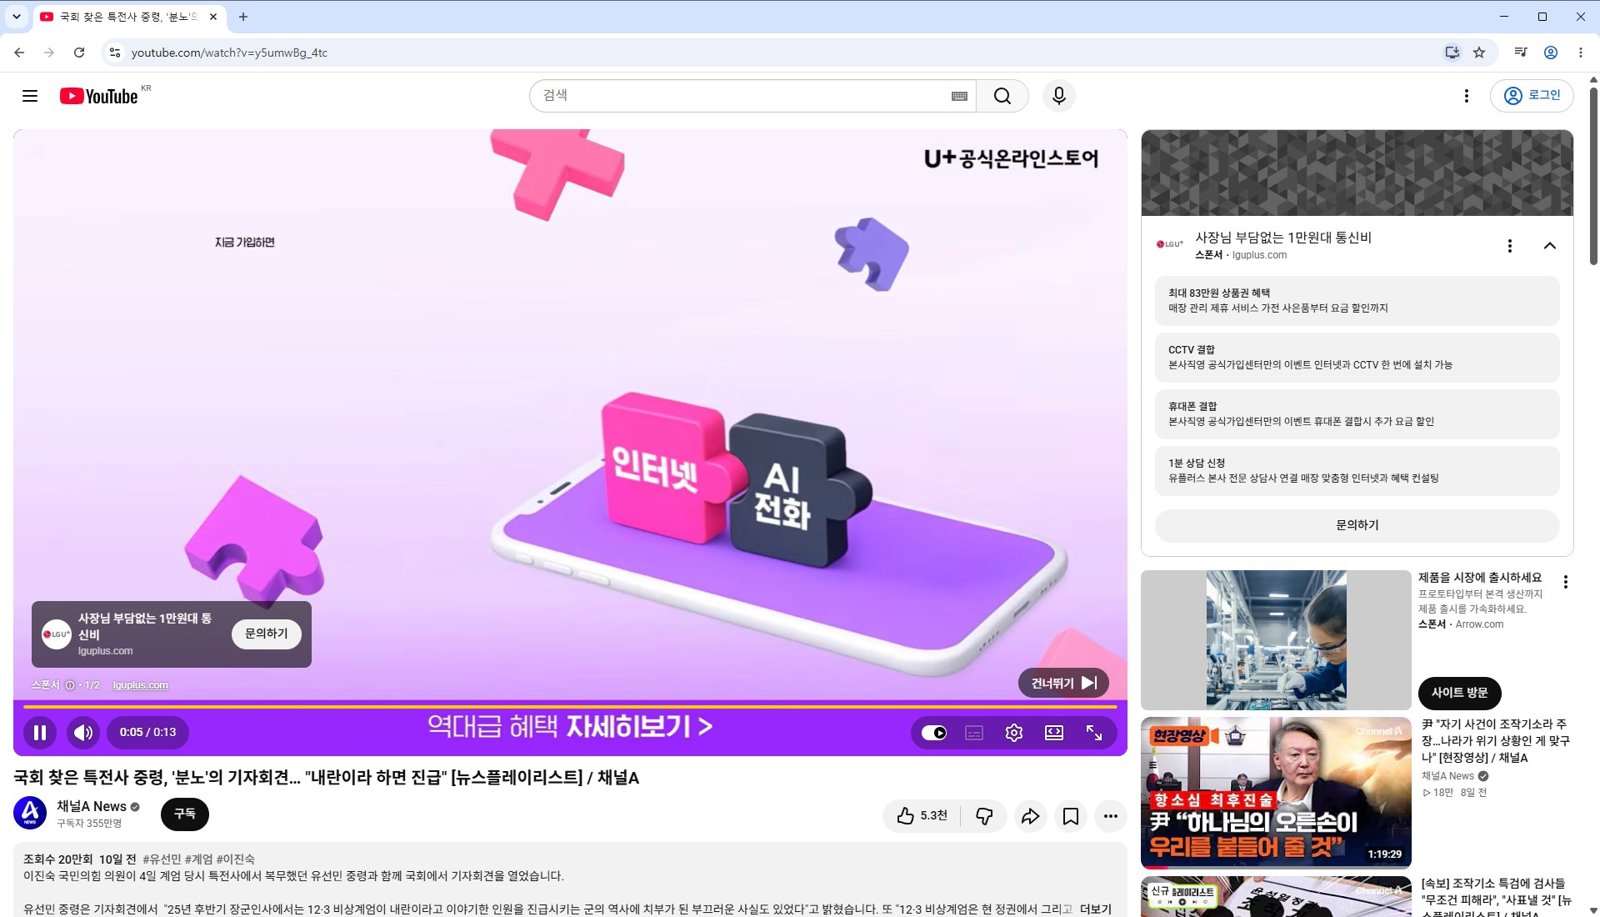 국회 찾은 특전사 중령, '분노'의
youtube.com/watch?v=y5umwBg_4tc
YouTube KR
검색
로그인
U+공식온라인스토어
지금 가입하면
인터넷
AI
전화
사장님 부담없는 1만원대 통
신비
문의하기
LGU+
lguplus.com
스폰서 · 1/2 lguplus.com
건너뛰기
역대급 혜택 자세히보기 >
0:05 / 0:13
국회 찾은 특전사 중령, '분노'의 기자회견... "내란이라 하면 진급" [뉴스플레이리스트] / 채널A
채널A News
구독자 355만명
구독
5.3천
조회수 20만회 10일 전 #유선민 #계엄 #이진숙
이진숙 국민의힘 의원이 4일 계엄 당시 특전사에서 복무했던 유선민 중령과 함께 국회에서 기자회견을 열었습니다.
유선민 중령은 기자회견에서 "25년 후반기 장군인사에서는 12·3 비상계엄이 내란이라고 이야기한 인원을 진급시키는 군의 역사에 치부가 된 부끄러운 사실도 있었다"고 밝혔습니다. 또 "12·3 비상계엄은 현 정권에서 그리고 더보기
LGU+
사장님 부담없는 1만원대 통신비
스폰서 · lguplus.com
최대 83만원 상품권 혜택
매장 관리 제휴 서비스 가전 사은품부터 요금 할인까지
CCTV 결합
본사직영 공식가입센터만의 이벤트 인터넷과 CCTV 한 번에 설치 가능
휴대폰 결합
본사직영 공식가입센터만의 이벤트 휴대폰 결합시 추가 요금 할인
1분 상담 신청
유플러스 본사 전문 상담사 연결 매장 맞춤형 인터넷과 혜택 컨설팅
문의하기
제품을 시장에 출시하세요
프로토타입부터 본격 생산까지
제품 출시를 가속화하세요.
스폰서 · Arrow.com
사이트 방문
현장영상
Channel A
항소심 최후진술
尹 "하나님의 오른손이
우리를 붙들어 줄 것"
1:19:29
尹 "자기 사건이 조작기소라 주
장...나라가 위기 상황인 게 맞구
나" [현장영상] / 채널A
채널A News
18만 8일 전
신규
플레이리스트
Channel A
[속보] 조작기소 특검에 검사들
"무조건 피해라", "사표낼 것" [뉴
스플레이리스트] / 채널A